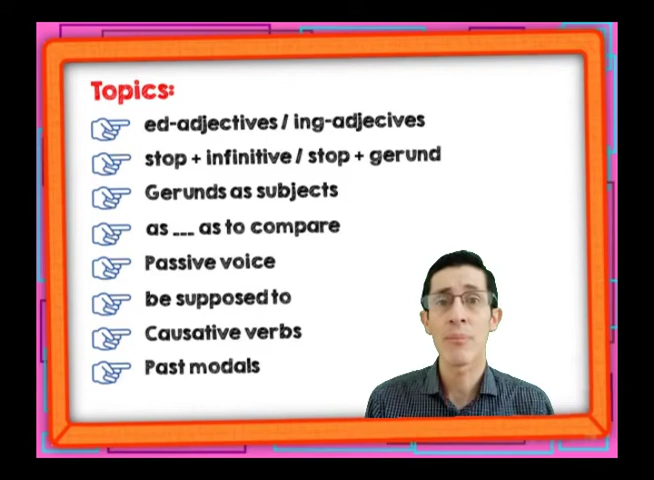 Topics:
ed-adjectives / ing-adjecives
stop + infinitive / stop + gerund
Gerunds as subjects
as ___ as to compare
Passive voice
be supposed to
Causative verbs
Past modals